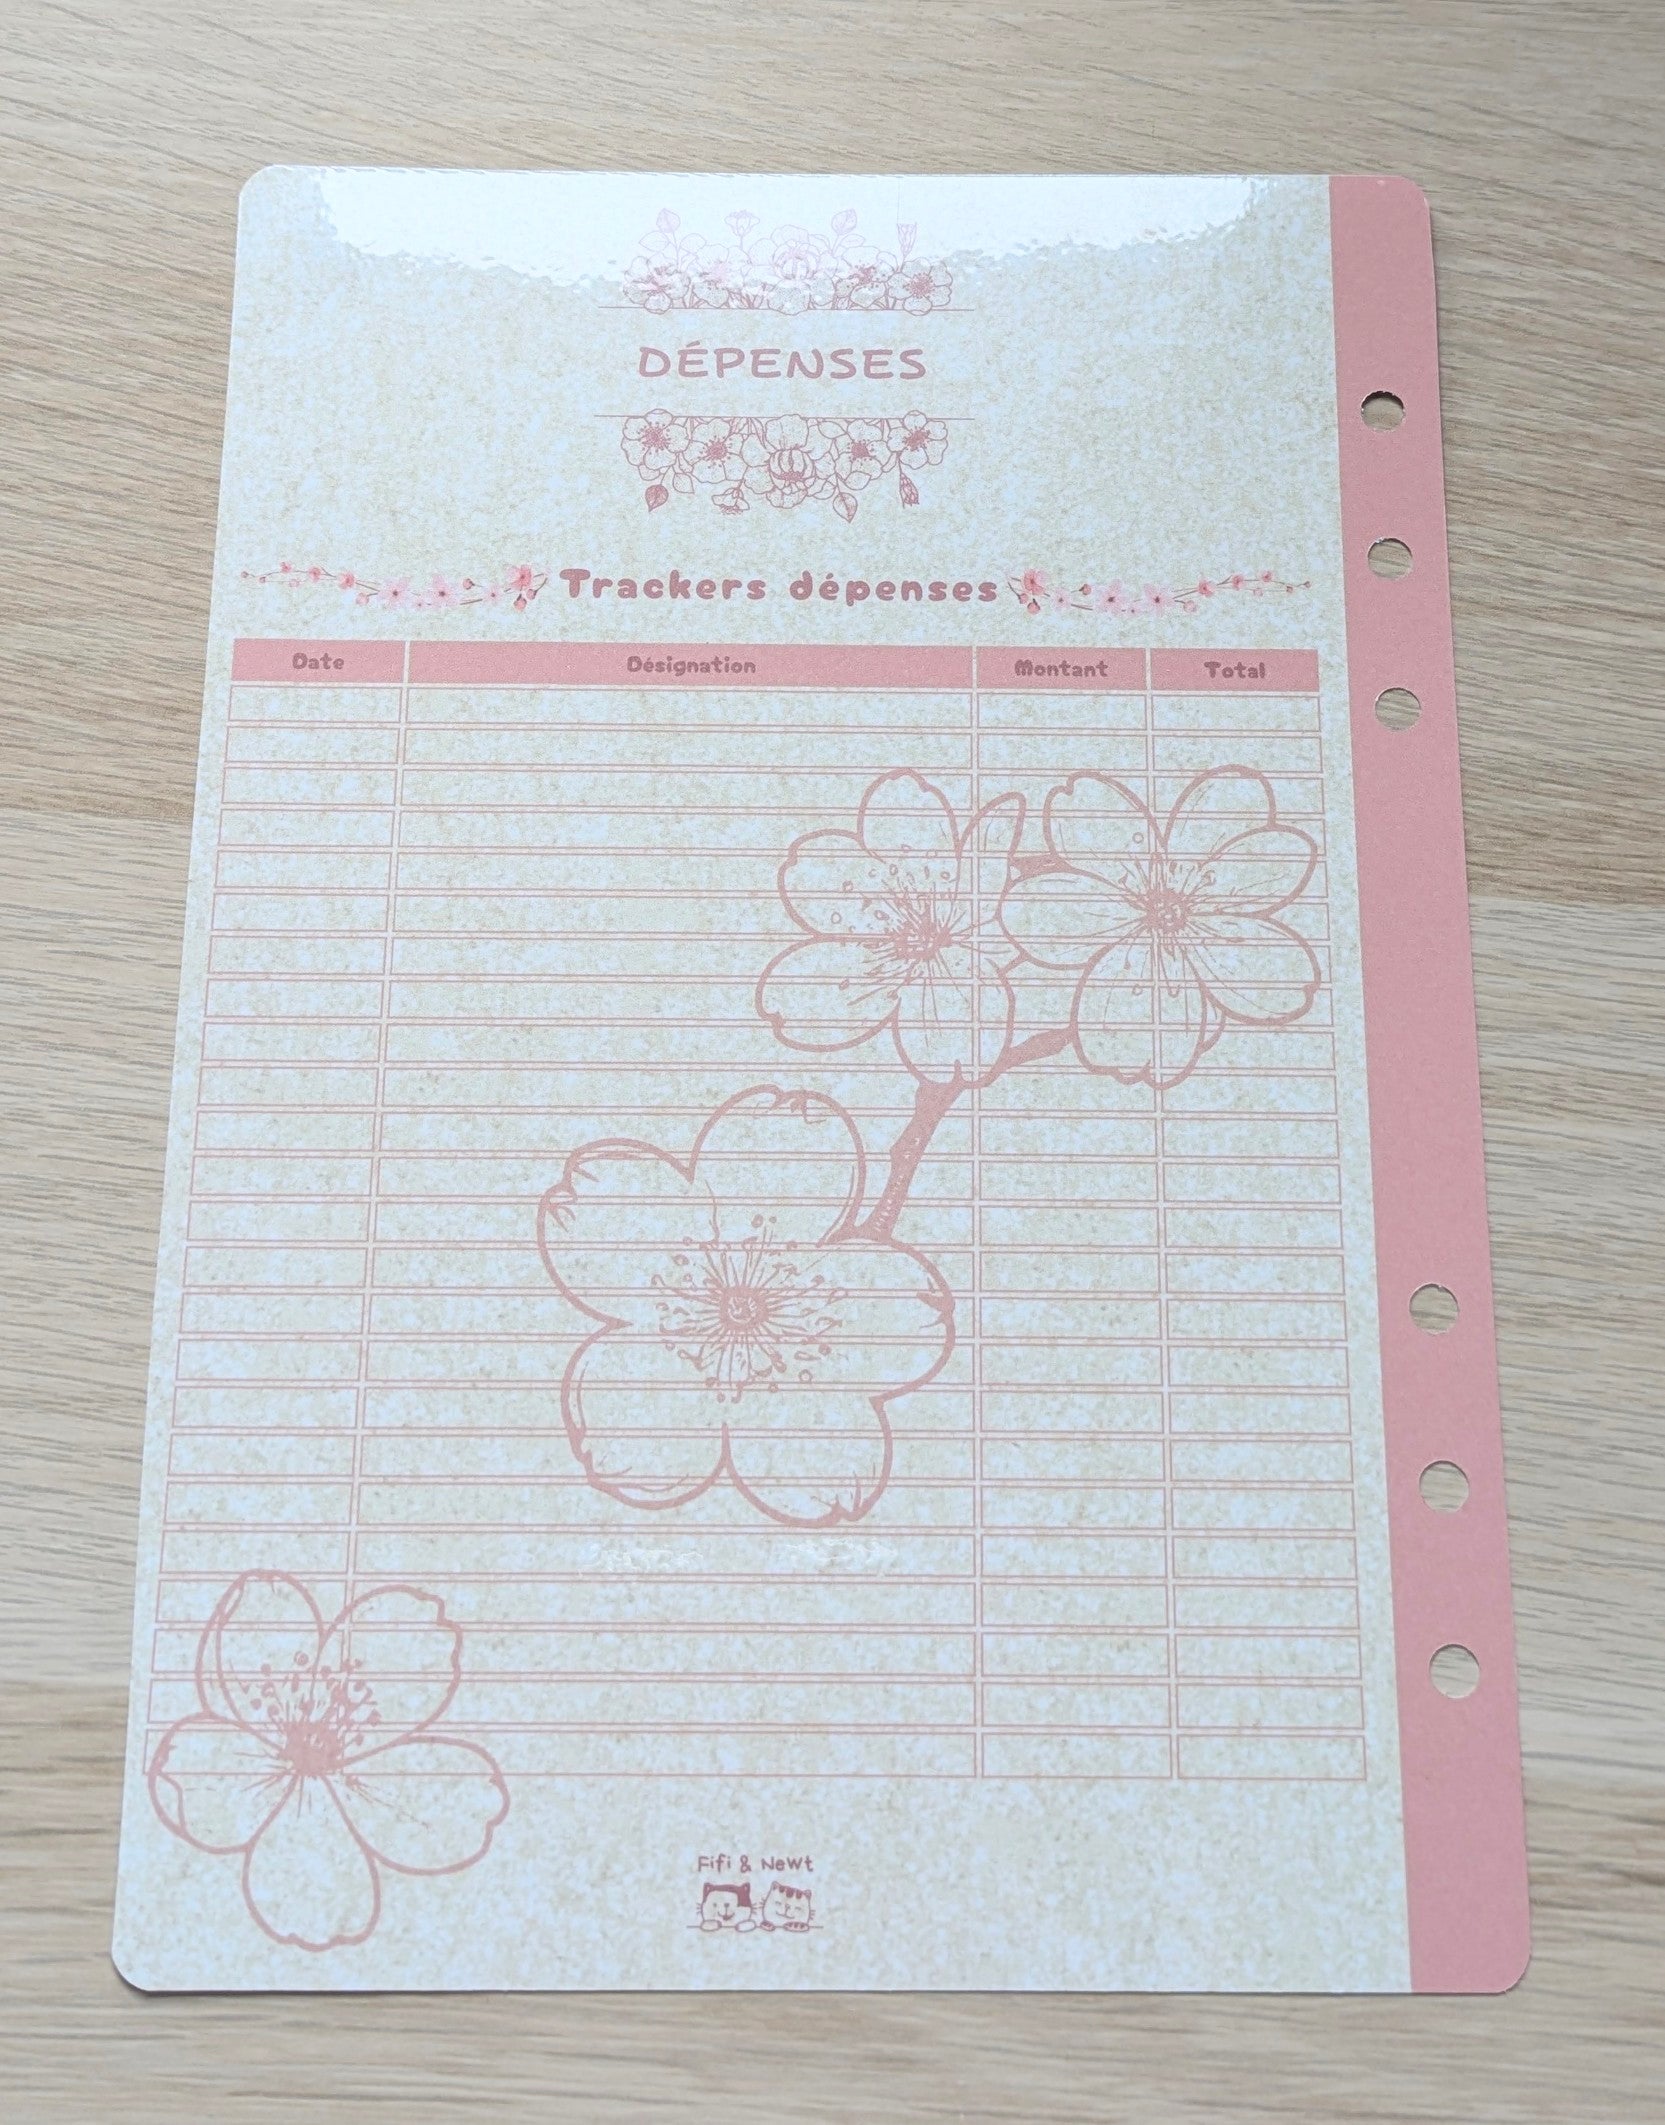 DÉPENSES
Trackers dépenses
Date Désignation Montant Total
Fifi & Newt